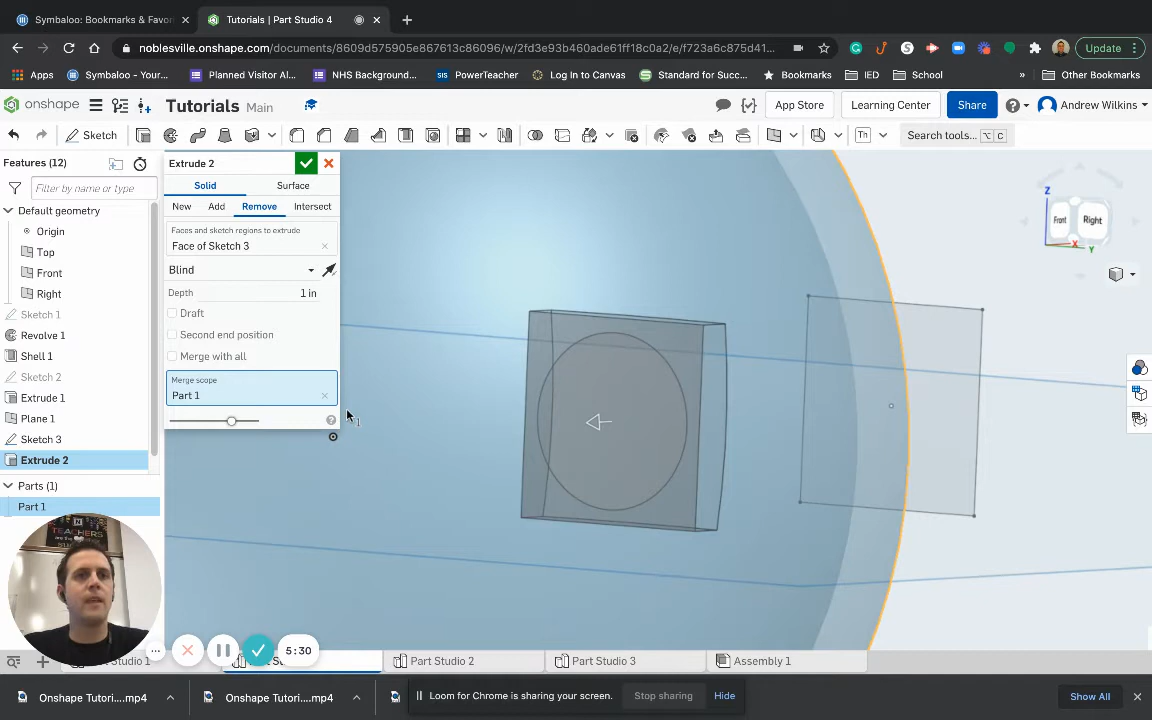 Symbaloo: Bookmarks & Favor
Tutorials | Part Studio 4
noblesville.onshape.com/documents/8609d575905e867613c86096/w/2fd3e93b460ade61ff18c0a2/e/f723a6c875d41...
Update
Apps
Symbaloo - Your...
Planned Visitor Al...
NHS Background...
SIS PowerTeacher
Log In to Canvas
Standard for Succ...
Bookmarks
IED
School
»
Other Bookmarks
onshape
Tutorials Main
App Store
Learning Center
Share
Andrew Wilkins
Sketch
Search tools... ⌥ C
Features (12)
Filter by name or type
Default geometry
Origin
Top
Front
Right
Sketch 1
Revolve 1
Shell 1
Sketch 2
Extrude 1
Plane 1
Sketch 3
Extrude 2
Parts (1)
Part 1
Extrude 2
Solid Surface
New Add Remove Intersect
Faces and sketch regions to extrude
Face of Sketch 3
Blind
Depth 1 in
Draft
Second end position
Merge with all
Merge scope
Part 1
Z
Front Right
X
Y
TEACHERS
5:30
Part Studio 2
Part Studio 3
Assembly 1
Onshape Tutori....mp4
Onshape Tutori....mp4
Loom for Chrome is sharing your screen.
Stop sharing
Hide
Show All